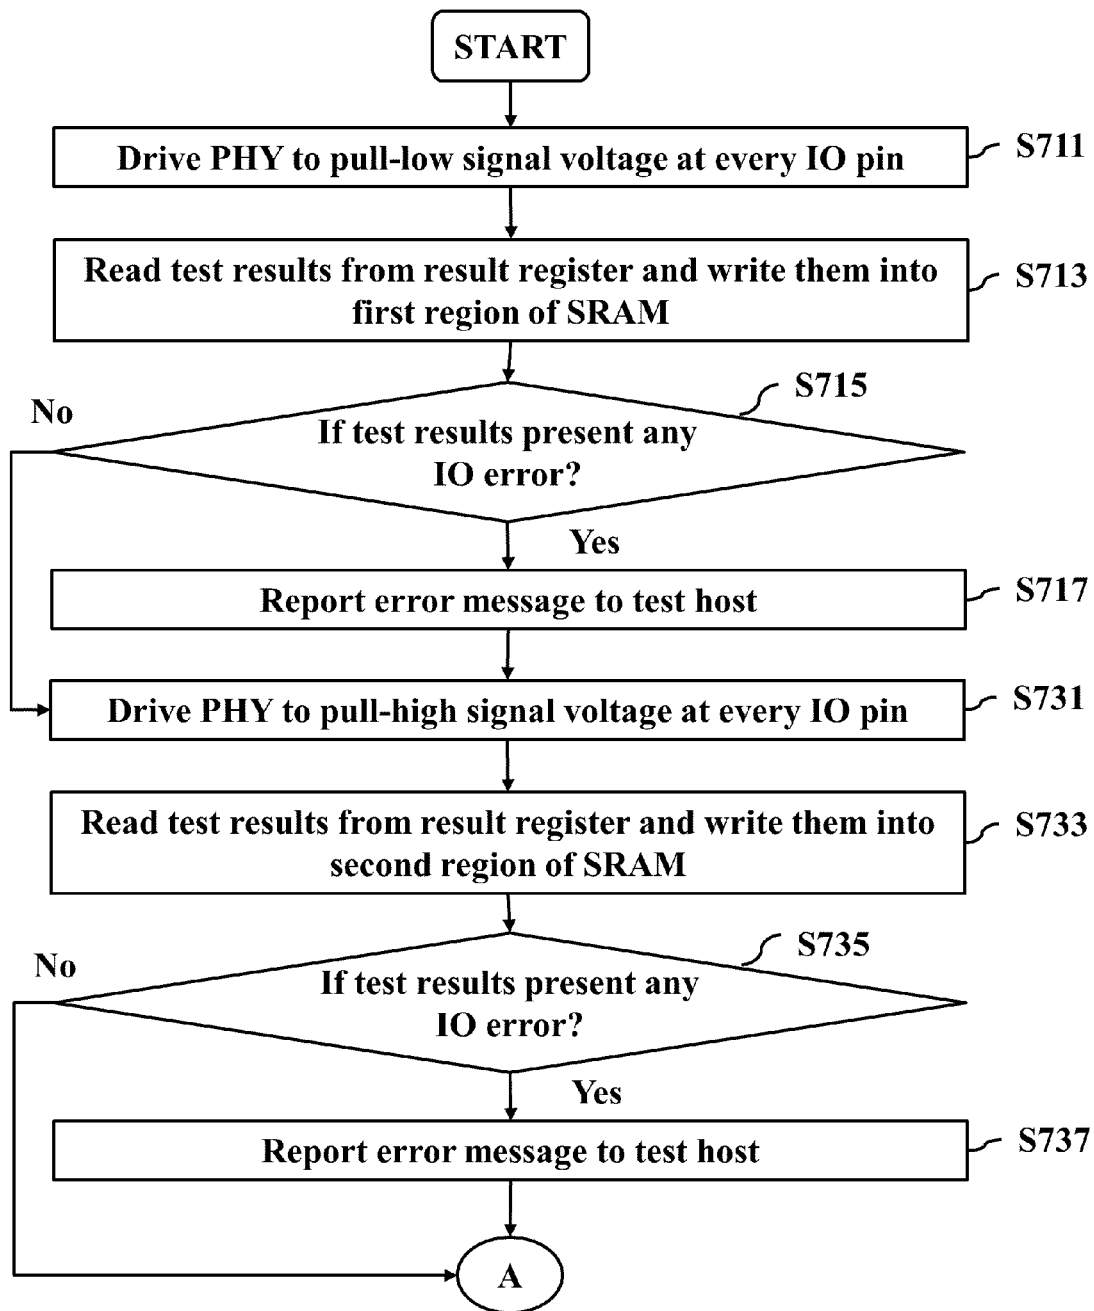 START
Drive PHY to pull-low signal voltage at every IO pin
S711
Read test results from result register and write them into
first region of SRAM
S713
S715
No
If test results present any
IO error?
Yes
Report error message to test host
S717
Drive PHY to pull-high signal voltage at every IO pin
S731
Read test results from result register and write them into
second region of SRAM
S733
S735
No
If test results present any
IO error?
Yes
Report error message to test host
S737
A